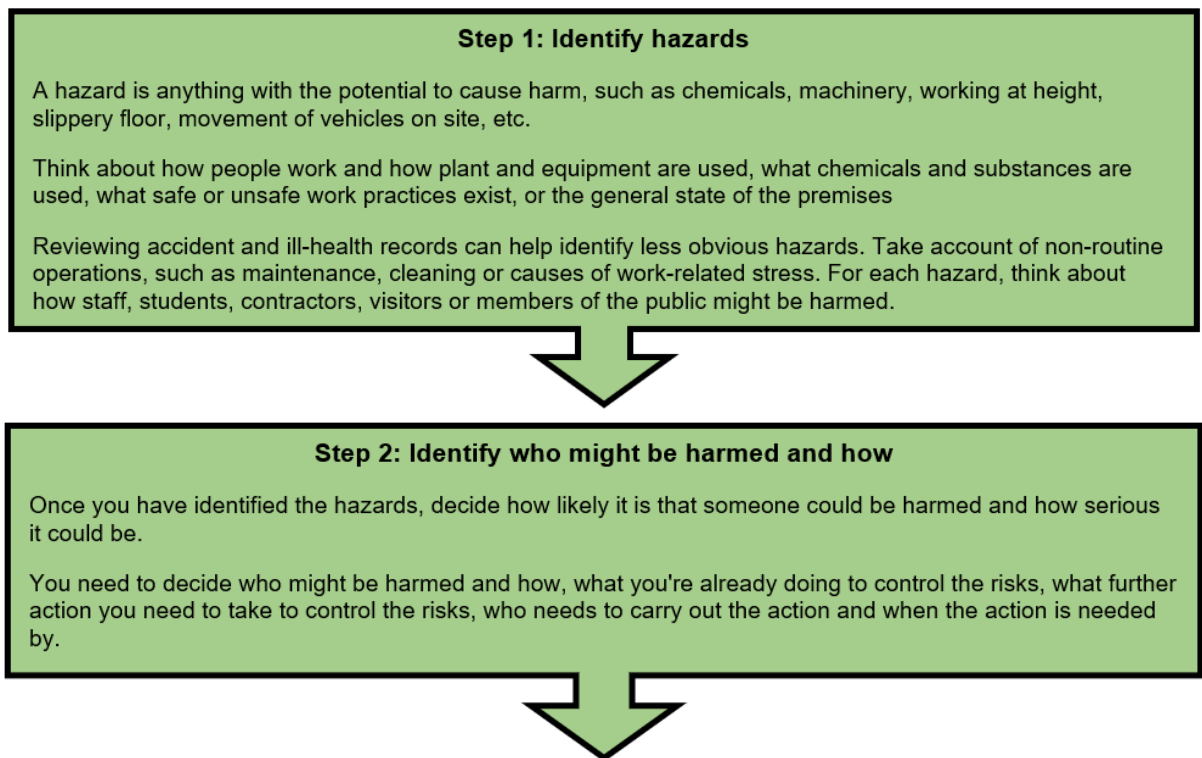 Step 1: Identify hazards
A hazard is anything with the potential to cause harm, such as chemicals, machinery, working at height,
slippery floor, movement of vehicles on site, etc.
Think about how people work and how plant and equipment are used, what chemicals and substances are
used, what safe or unsafe work practices exist, or the general state of the premises
Reviewing accident and ill-health records can help identify less obvious hazards. Take account of non-routine
operations, such as maintenance, cleaning or causes of work-related stress. For each hazard, think about
how staff, students, contractors, visitors or members of the public might be harmed.
Step 2: Identify who might be harmed and how
Once you have identified the hazards, decide how likely it is that someone could be harmed and how serious
it could be.
You need to decide who might be harmed and how, what you're already doing to control the risks, what further
action you need to take to control the risks, who needs to carry out the action and when the action is needed
by.